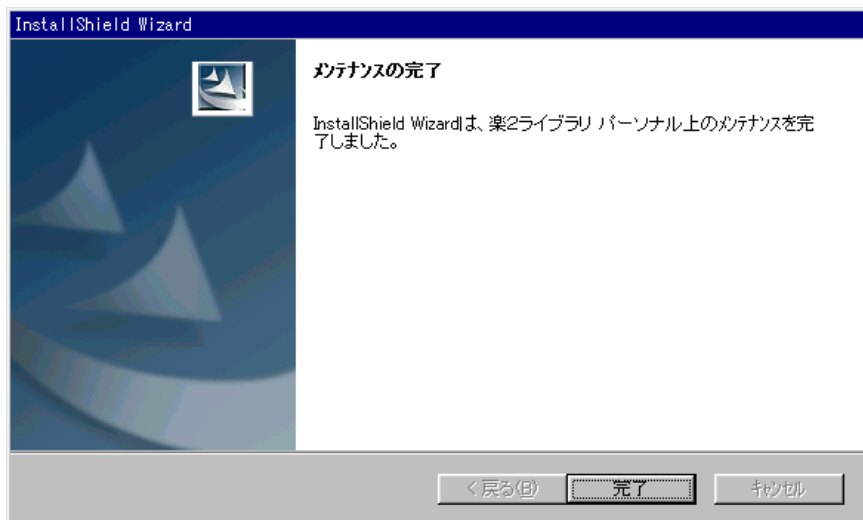 InstallShield Wizard
メンテナンスの完了
InstallShield Wizardは、楽2ライブラリ パーソナル上のメンテナンスを完
了しました。
< 戻る(B)
完了
キャンセル